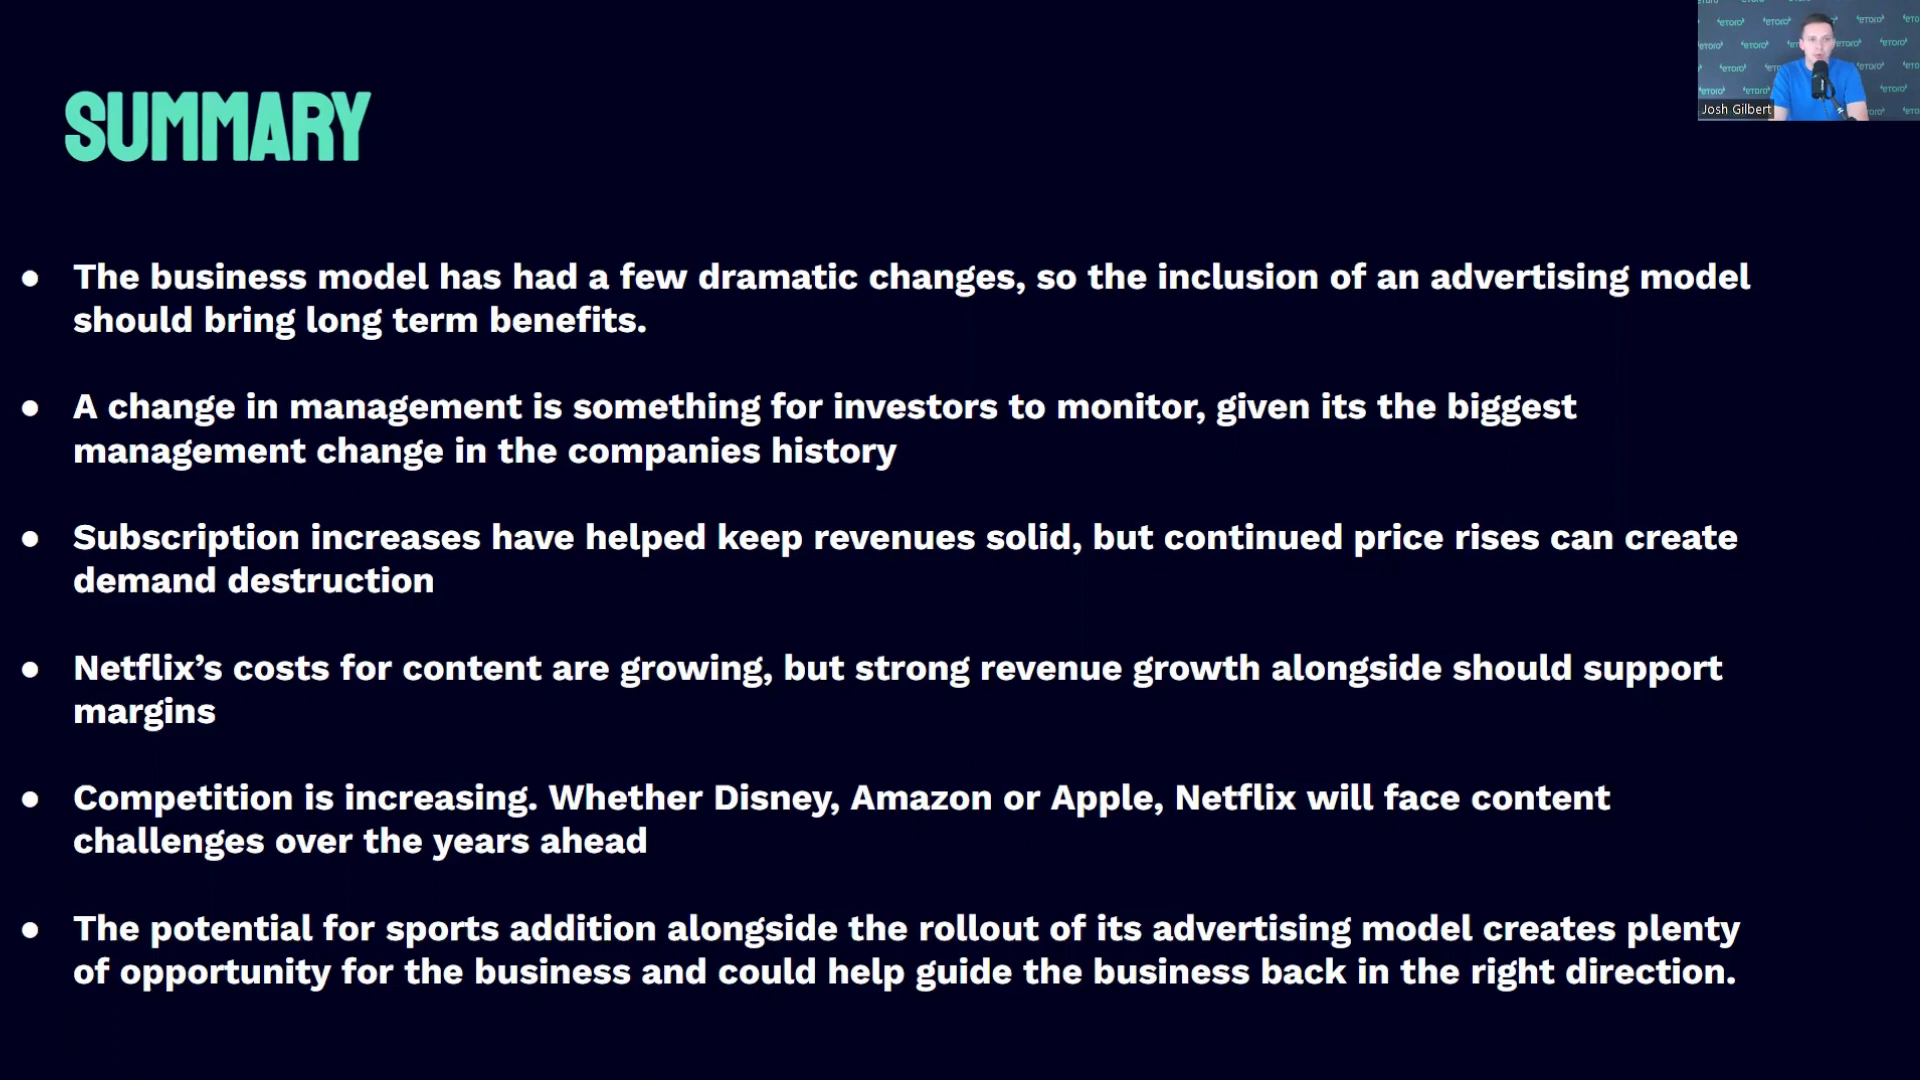 SUMMARY
● The business model has had a few dramatic changes, so the inclusion of an advertising model
should bring long term benefits.
● A change in management is something for investors to monitor, given its the biggest
management change in the companies history
● Subscription increases have helped keep revenues solid, but continued price rises can create
demand destruction
● Netflix’s costs for content are growing, but strong revenue growth alongside should support
margins
● Competition is increasing. Whether Disney, Amazon or Apple, Netflix will face content
challenges over the years ahead
● The potential for sports addition alongside the rollout of its advertising model creates plenty
of opportunity for the business and could help guide the business back in the right direction.
eToro
Josh Gilbert